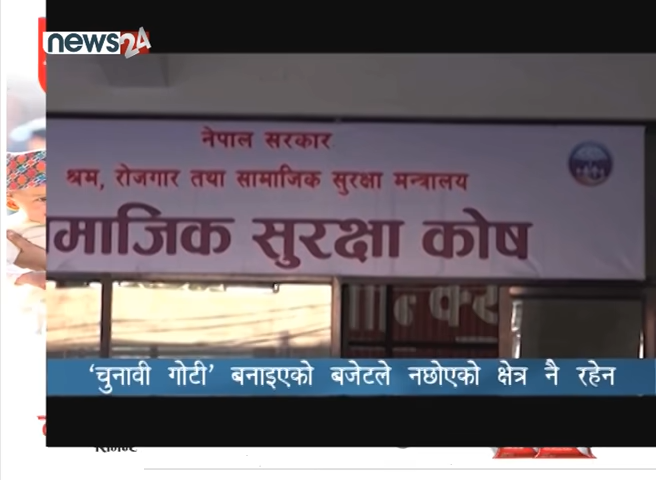 news24
नेपाल सरकार
श्रम, रोजगार तथा सामाजिक सुरक्षा मन्त्रालय
माजिक सुरक्षा कोष
‘चुनावी गोटी’ बनाइएको बजेटले नछोएको क्षेत्र नै रहेन